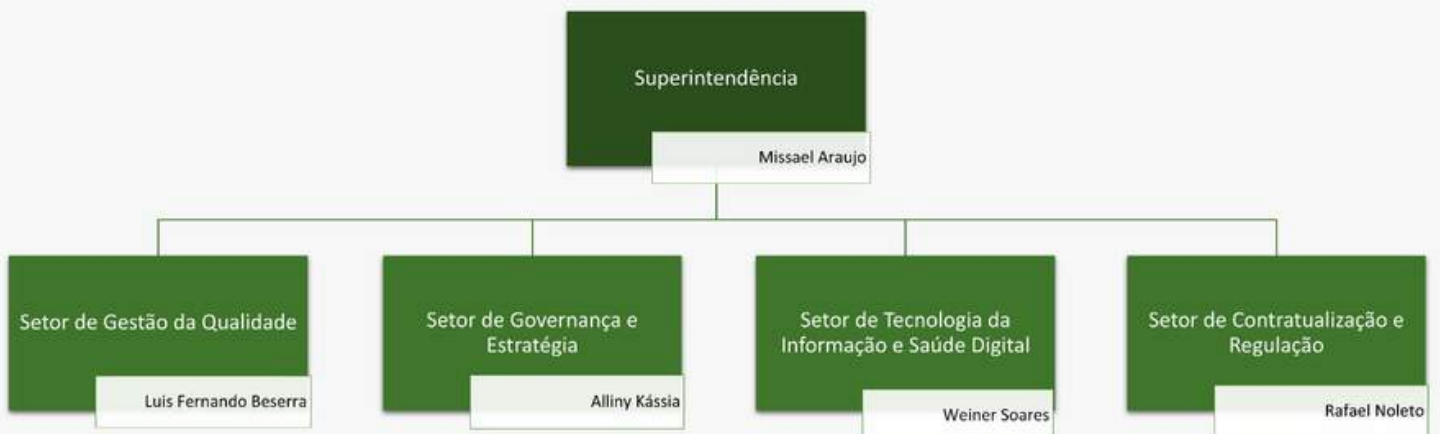 Superintendência
Missael Araujo
Setor de Gestão da Qualidade
Luis Fernando Beserra
Setor de Governança e
Estratégia
Alliny Kássia
Setor de Tecnologia da
Informação e Saúde Digital
Weiner Soares
Setor de Contratualização e
Regulação
Rafael Noleto